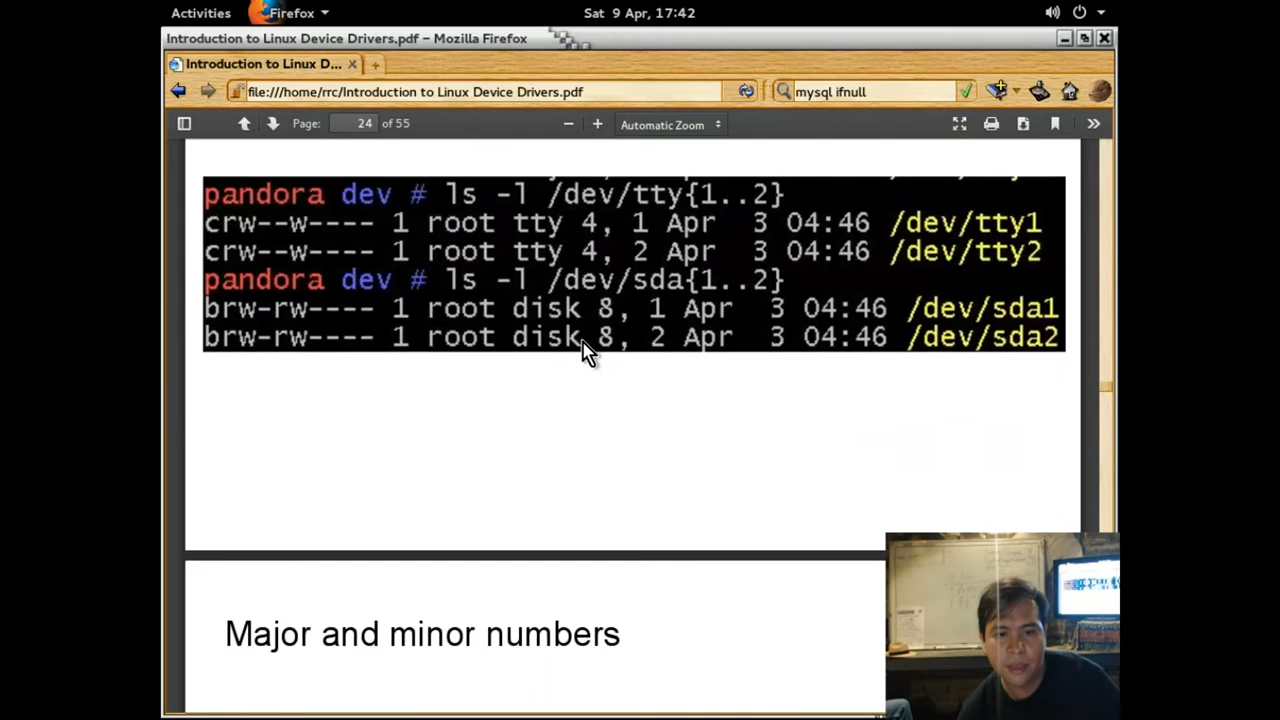 Activities Firefox Sat 9 Apr, 17:42
Introduction to Linux Device Drivers.pdf – Mozilla Firefox
Introduction to Linux D... +
file:///home/rrc/Introduction to Linux Device Drivers.pdf mysql ifnull
Page: 24 of 55 Automatic Zoom
pandora dev # ls -l /dev/tty{1..2}
crw--w---- 1 root tty 4, 1 Apr 3 04:46 /dev/tty1
crw--w---- 1 root tty 4, 2 Apr 3 04:46 /dev/tty2
pandora dev # ls -l /dev/sda{1..2}
brw-rw---- 1 root disk 8, 1 Apr 3 04:46 /dev/sda1
brw-rw---- 1 root disk 8, 2 Apr 3 04:46 /dev/sda2
Major and minor numbers